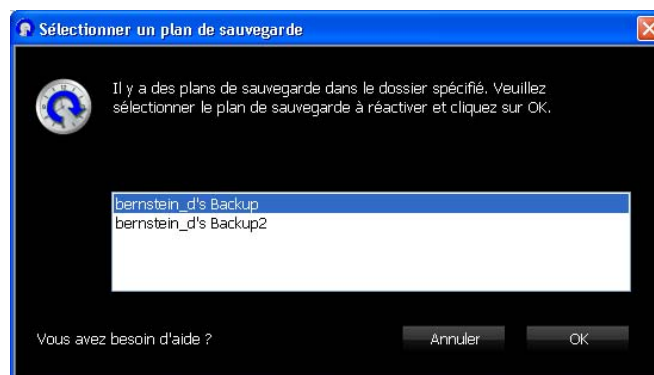 Sélectionner un plan de sauvegarde
Il y a des plans de sauvegarde dans le dossier spécifié. Veuillez
sélectionner le plan de sauvegarde à réactiver et cliquez sur OK.
bernstein_d's Backup
bernstein_d's Backup2
Vous avez besoin d'aide ?
Annuler
OK